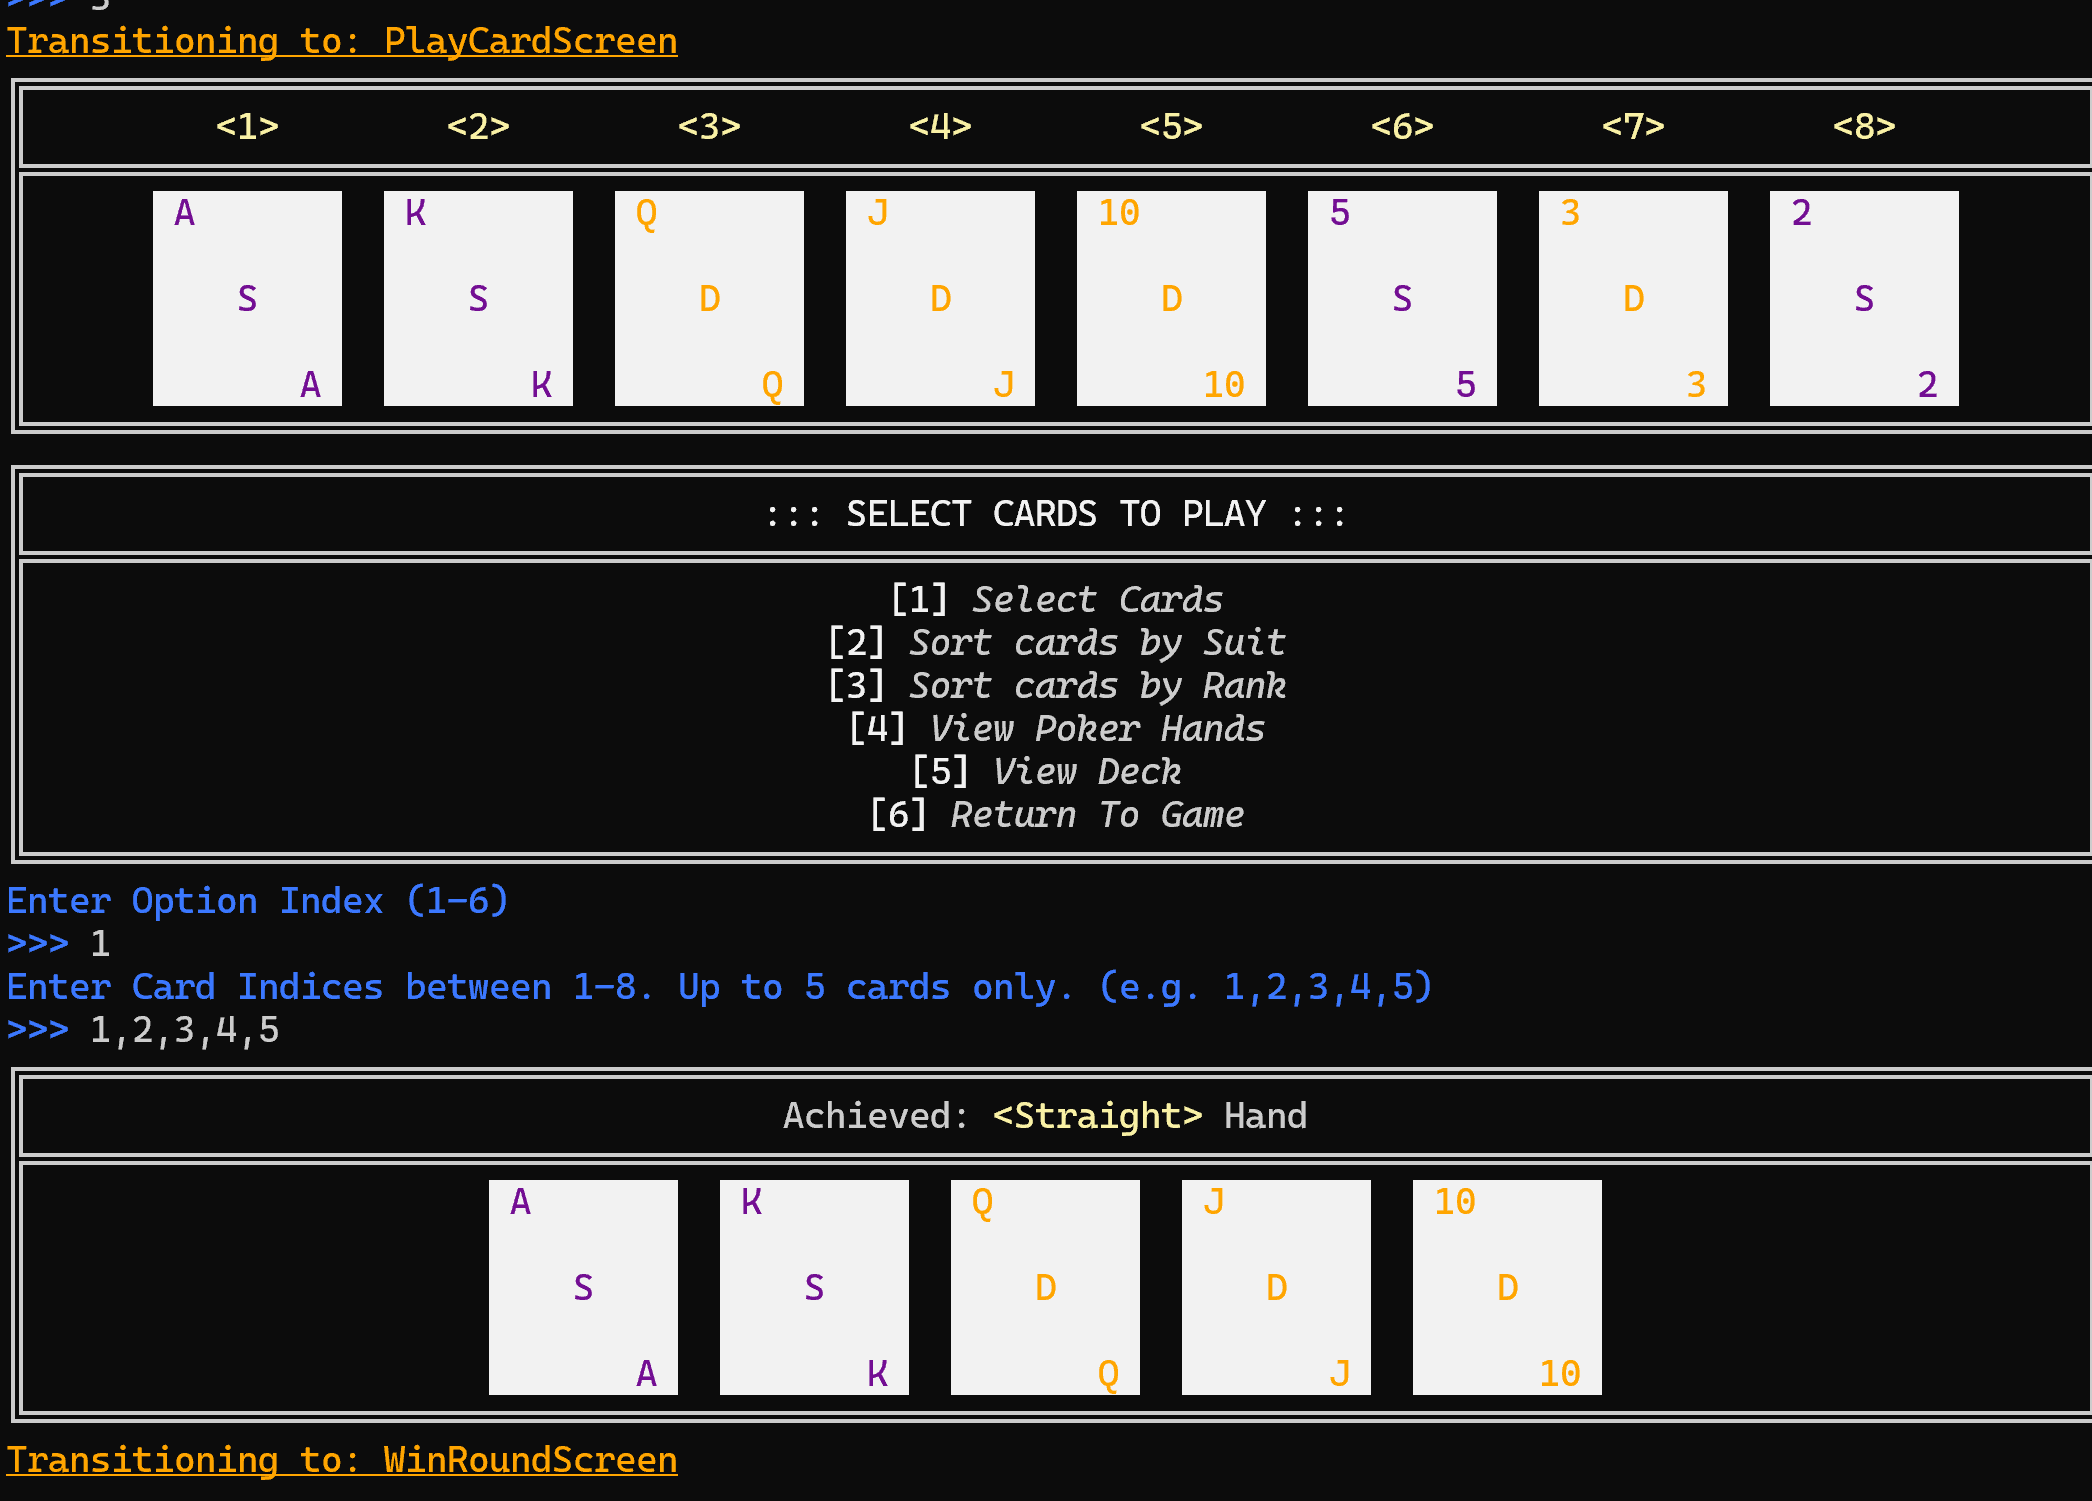 >>> 3
Transitioning to: PlayCardScreen
<1> <2> <3> <4> <5> <6> <7> <8>
A K Q J 10 5 3 2
S S D D D S D S
A K Q J 10 5 3 2
::: SELECT CARDS TO PLAY :::
[1] Select Cards
[2] Sort cards by Suit
[3] Sort cards by Rank
[4] View Poker Hands
[5] View Deck
[6] Return To Game
Enter Option Index (1-6)
>>> 1
Enter Card Indices between 1-8. Up to 5 cards only. (e.g. 1,2,3,4,5)
>>> 1,2,3,4,5
Achieved: <Straight> Hand
A K Q J 10
S S D D D
A K Q J 10
Transitioning to: WinRoundScreen